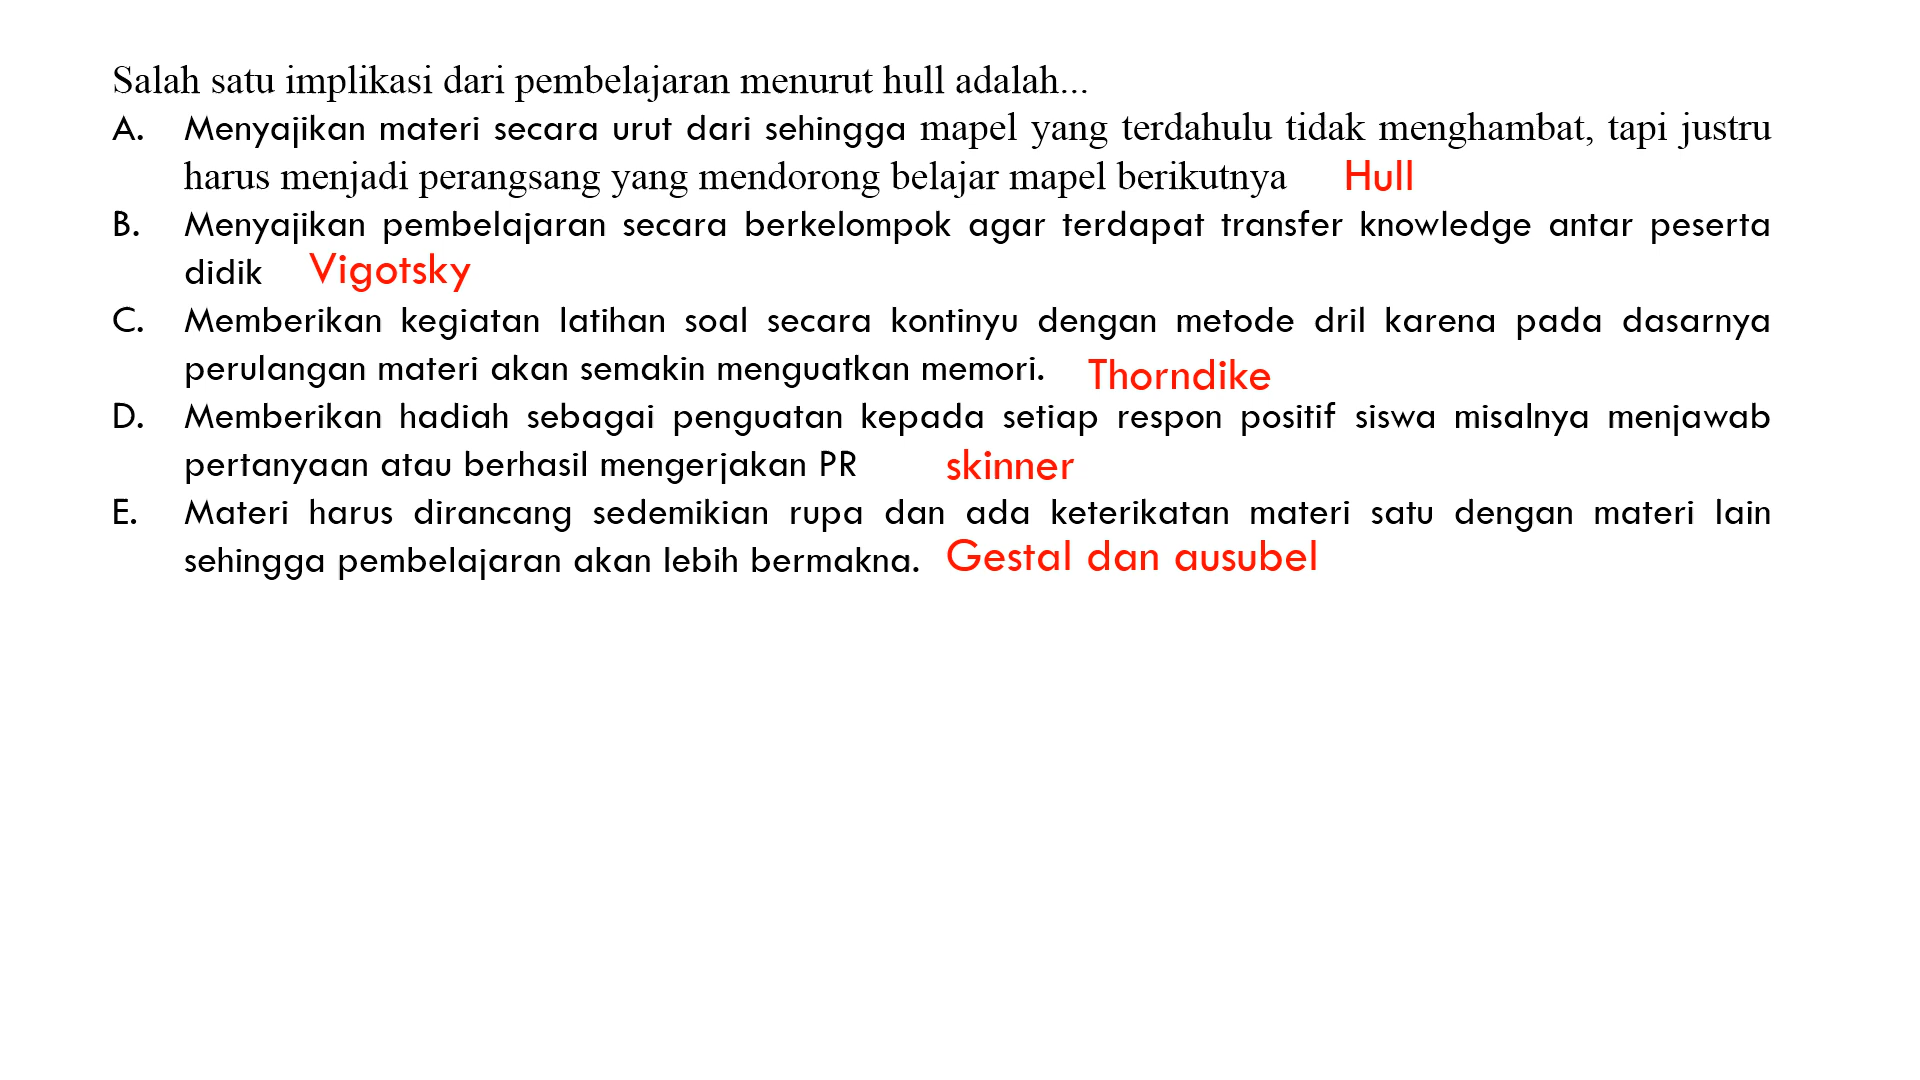 Salah satu implikasi dari pembelajaran menurut hull adalah...
A. Menyajikan materi secara urut dari sehingga mapel yang terdahulu tidak menghambat, tapi justru
harus menjadi perangsang yang mendorong belajar mapel berikutnya Hull
B. Menyajikan pembelajaran secara berkelompok agar terdapat transfer knowledge antar peserta
didik Vigotsky
C. Memberikan kegiatan latihan soal secara kontinyu dengan metode dril karena pada dasarnya
perulangan materi akan semakin menguatkan memori. Thorndike
D. Memberikan hadiah sebagai penguatan kepada setiap respon positif siswa misalnya menjawab
pertanyaan atau berhasil mengerjakan PR skinner
E. Materi harus dirancang sedemikian rupa dan ada keterikatan materi satu dengan materi lain
sehingga pembelajaran akan lebih bermakna. Gestal dan ausubel